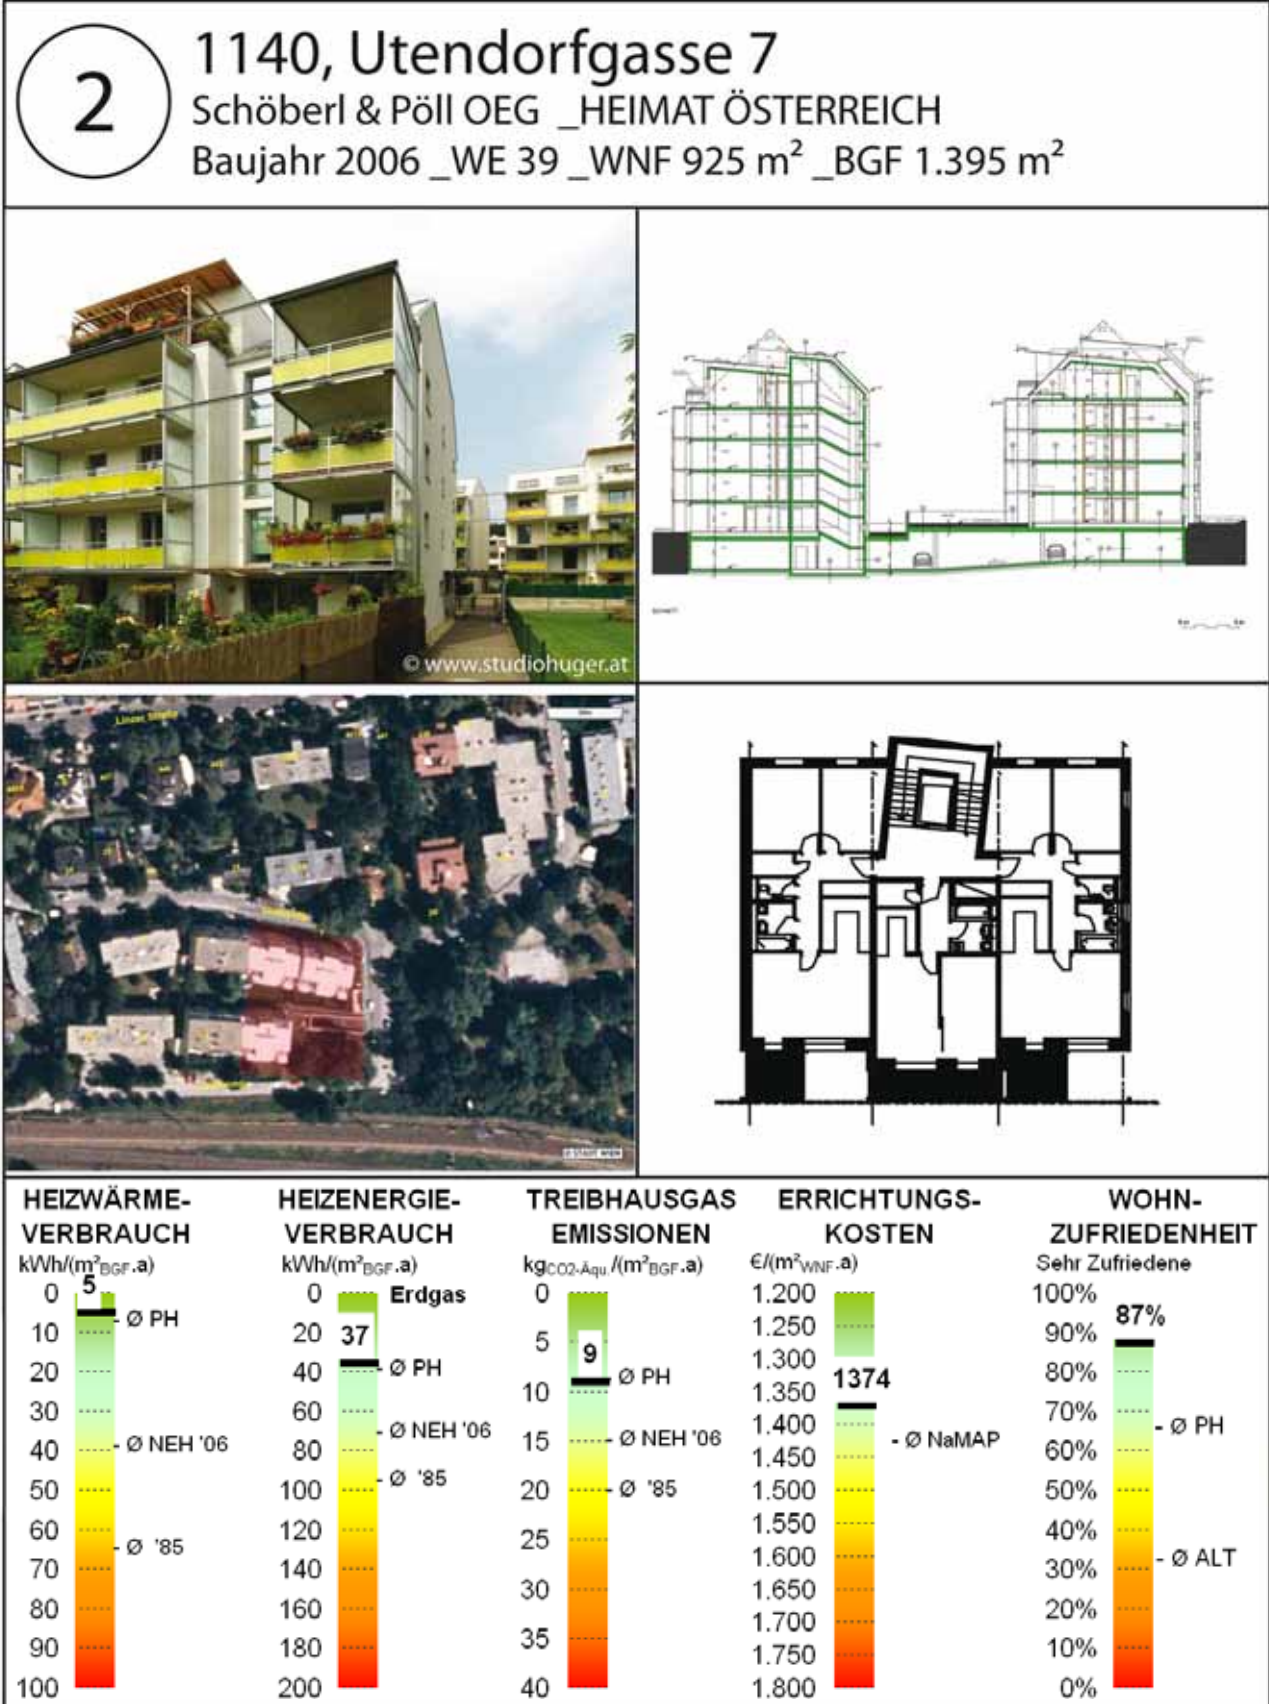 2
1140, Utendorfgasse 7
Schöberl & Pöll OEG _HEIMAT ÖSTERREICH
Baujahr 2006 _WE 39 _WNF 925 m² _BGF 1.395 m²
© www.studiohuger.at
Linzer Straße
HEIZWÄRME-
VERBRAUCH
kWh/(m²BGF.a)
5
0
10
20
30
40
50
60
70
80
90
100
Ø PH
Ø NEH '06
Ø '85
HEIZENERGIE-
VERBRAUCH
kWh/(m²BGF.a)
Erdgas
37
0
20
40
60
80
100
120
140
160
180
200
Ø PH
Ø NEH '06
Ø '85
TREIBHAUSGAS
EMISSIONEN
kgCO2-Äqu./(m²BGF.a)
9
0
5
10
15
20
25
30
35
40
Ø PH
Ø NEH '06
Ø '85
ERRICHTUNGS-
KOSTEN
€/(m²WNF.a)
1374
1.200
1.250
1.300
1.350
1.400
1.450
1.500
1.550
1.600
1.650
1.700
1.750
1.800
Ø NaMAP
WOHN-
ZUFRIEDENHEIT
Sehr Zufriedene
87%
100%
90%
80%
70%
60%
50%
40%
30%
20%
10%
0%
Ø PH
Ø ALT